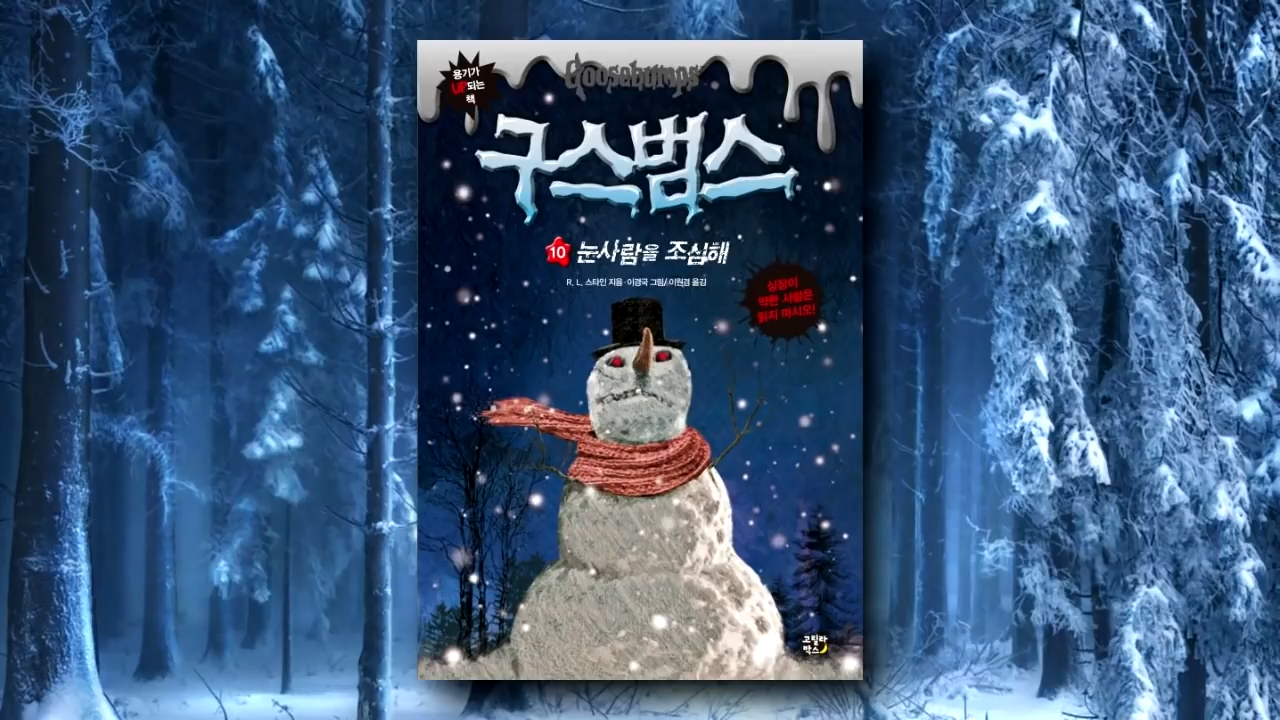 용기가
UP되는
책
Goosebumps
구스범스
10 눈사람을 조심해
R. L. 스타인 지음·이경국 그림/이원경 옮김
심장이
약한 사람은
읽지 마시오!
고릴라
박스